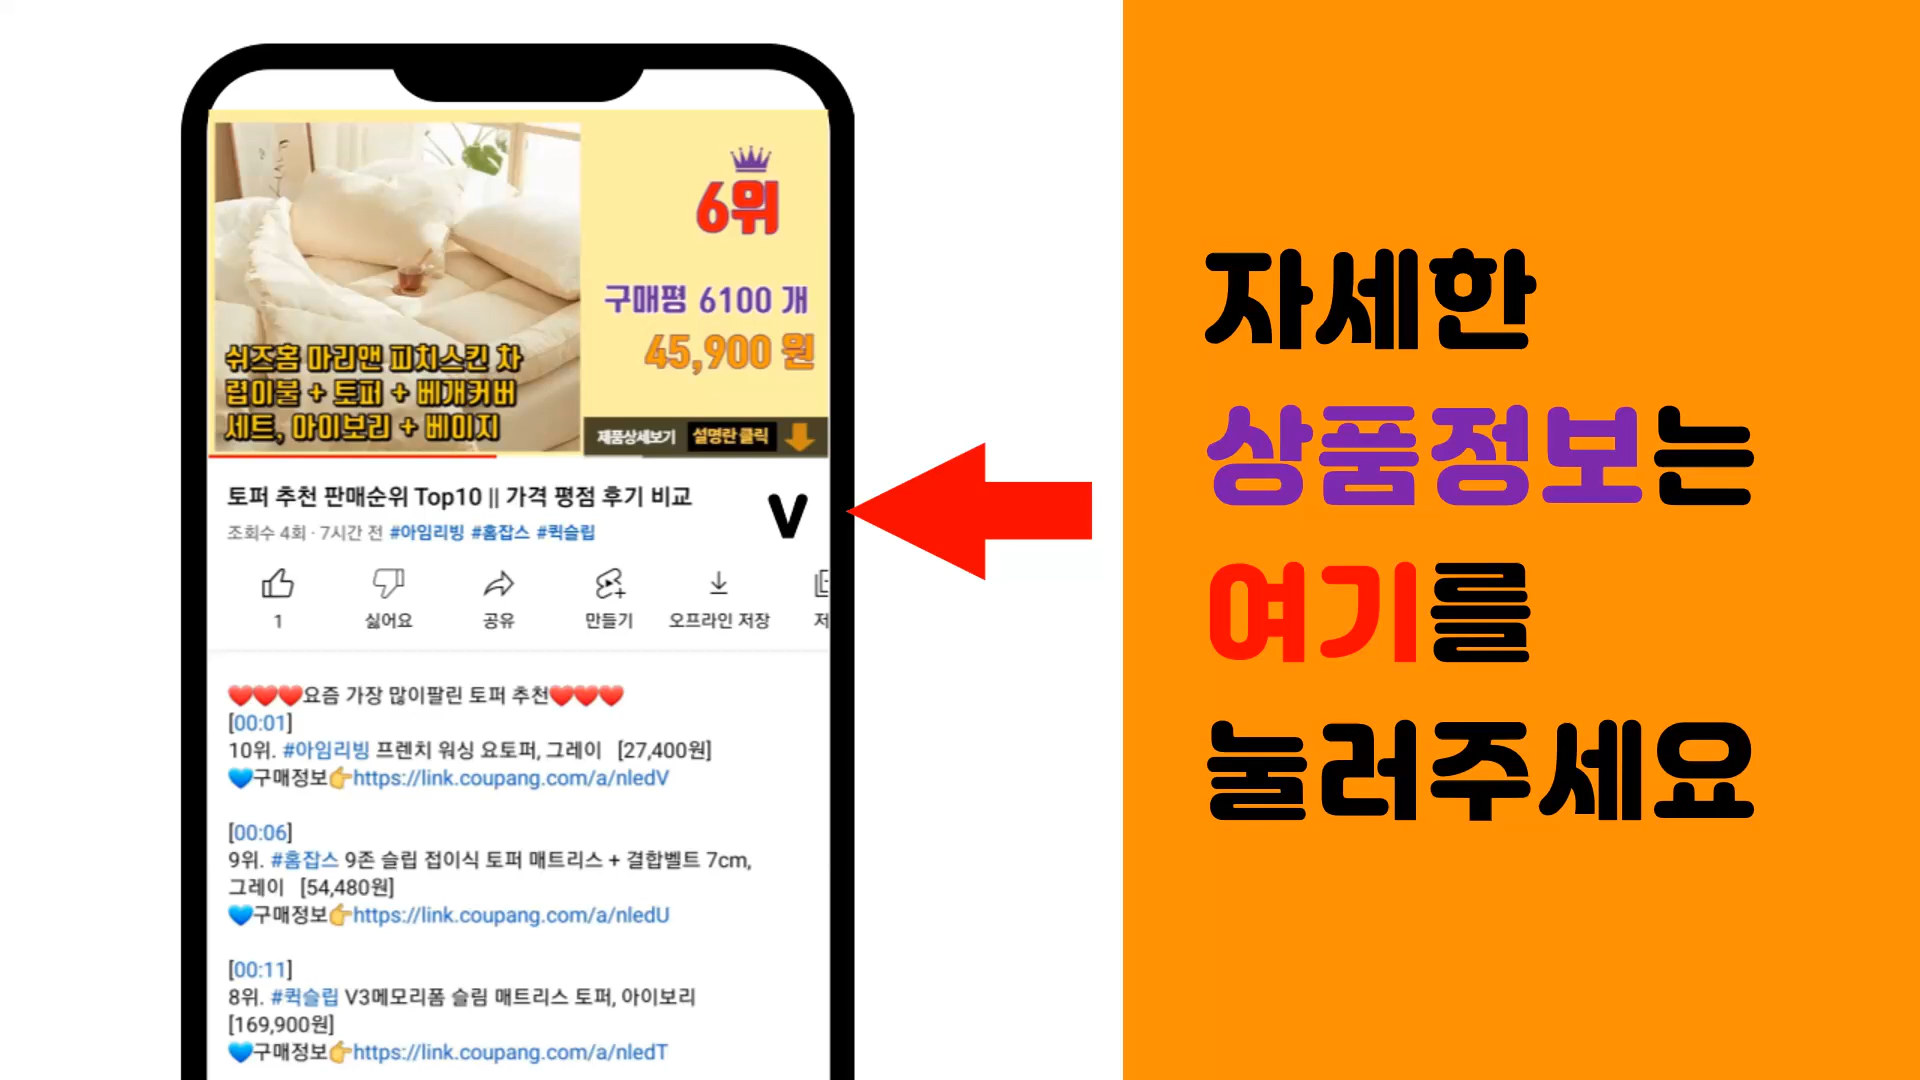 6위
구매평 6100 개
45,900 원
쉬즈홈 마리앤 피치스킨 차
렵이불 + 토퍼 + 베개커버
세트, 아이보리 + 베이지
제품상세보기 설명란 클릭
토퍼 추천 판매순위 Top10 || 가격 평점 후기 비교
V
조회수 4회 · 7시간 전 #아임리빙 #홈잡스 #퀵슬립
1 싫어요 공유 만들기 오프라인 저장 저
❤️❤️❤️요즘 가장 많이팔린 토퍼 추천❤️❤️❤️
[00:01]
10위. #아임리빙 프렌치 워싱 요토퍼, 그레이 [27,400원]
💙구매정보👉https://link.coupang.com/a/nledV
[00:06]
9위. #홈잡스 9존 슬립 접이식 토퍼 매트리스 + 결합벨트 7cm,
그레이 [54,480원]
💙구매정보👉https://link.coupang.com/a/nledU
[00:11]
8위. #퀵슬립 V3메모리폼 슬림 매트리스 토퍼, 아이보리
[169,900원]
💙구매정보👉https://link.coupang.com/a/nledT
자세한
상품정보는
여기를
눌러주세요